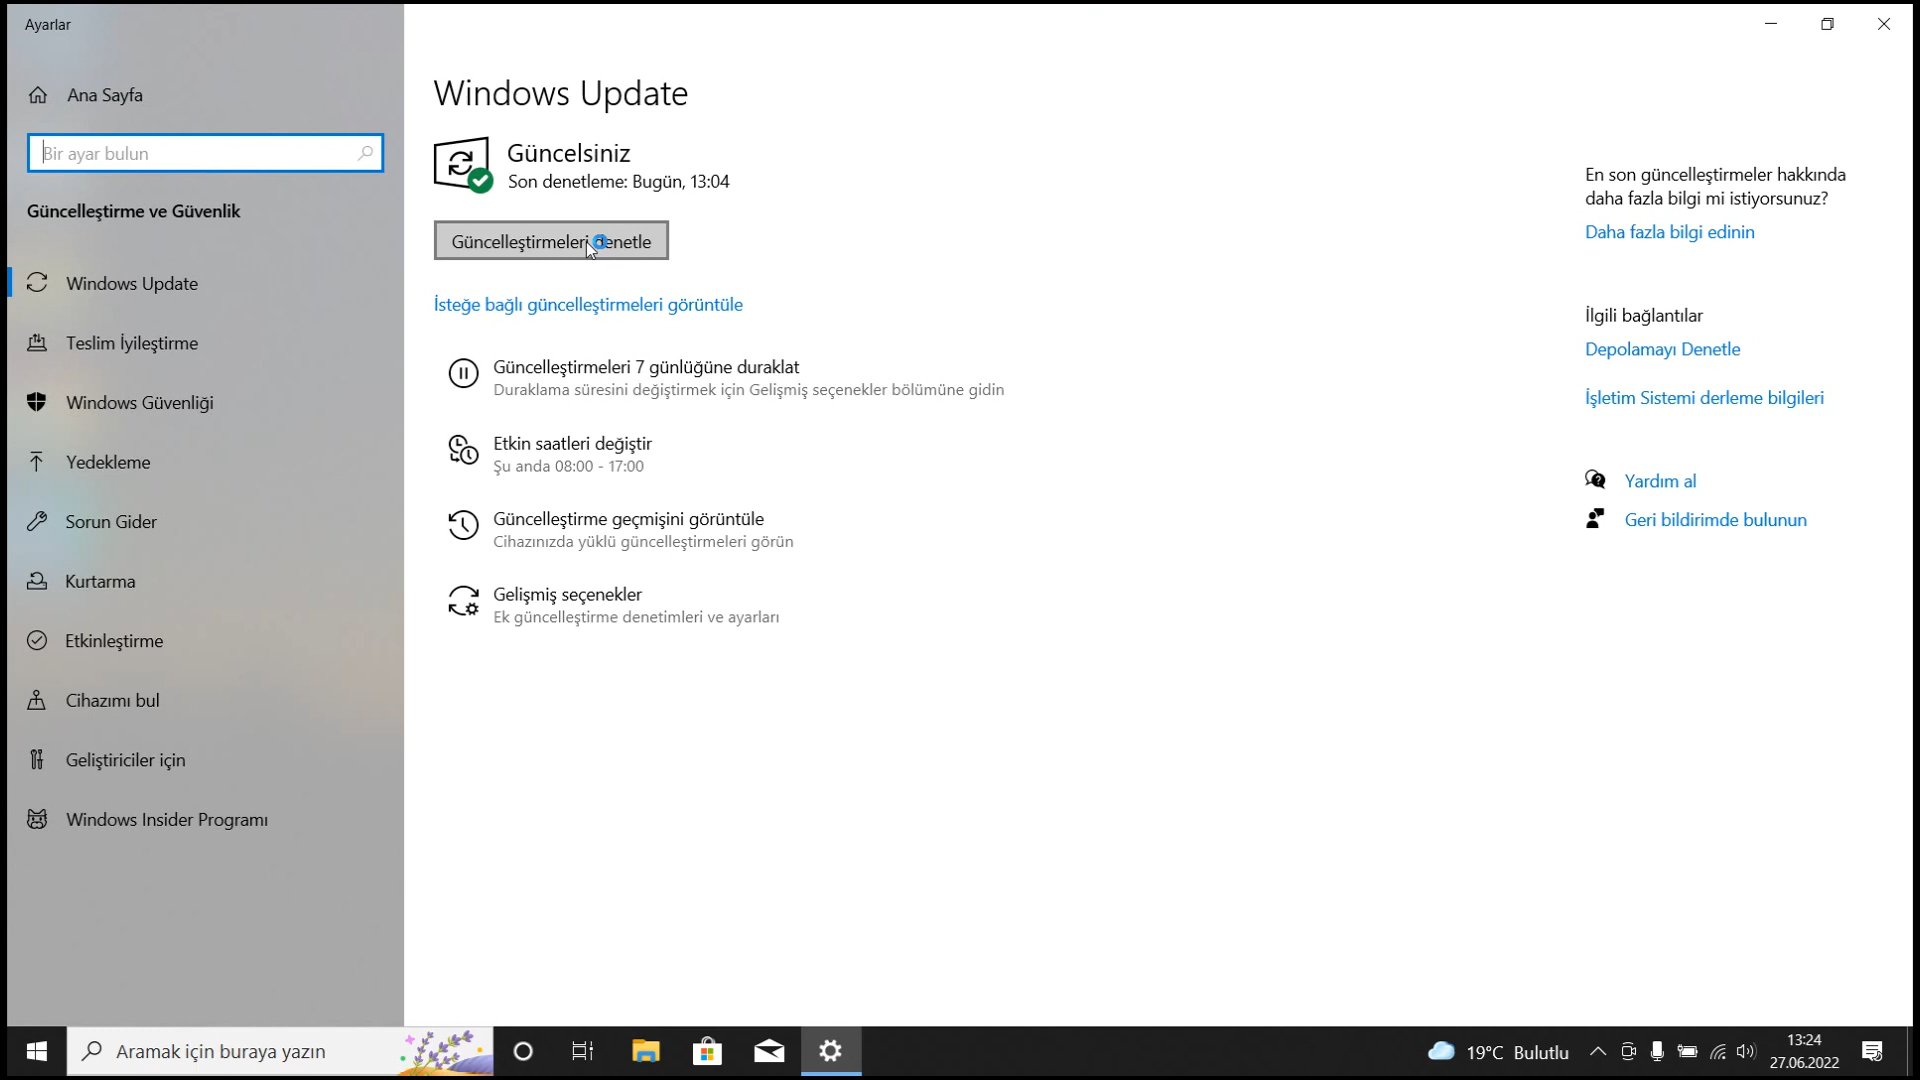 Ayarlar
Ana Sayfa
Bir ayar bulun
Güncelleştirme ve Güvenlik
Windows Update
Teslim İyileştirme
Windows Güvenliği
Yedekleme
Sorun Gider
Kurtarma
Etkinleştirme
Cihazımı bul
Geliştiriciler için
Windows Insider Programı
Windows Update
Güncelsiniz
Son denetleme: Bugün, 13:04
Güncelleştirmeleri denetle
İsteğe bağlı güncelleştirmeleri görüntüle
Güncelleştirmeleri 7 günlüğüne duraklat
Duraklama süresini değiştirmek için Gelişmiş seçenekler bölümüne gidin
Etkin saatleri değiştir
Şu anda 08:00 - 17:00
Güncelleştirme geçmişini görüntüle
Cihazınızda yüklü güncelleştirmeleri görün
Gelişmiş seçenekler
Ek güncelleştirme denetimleri ve ayarları
En son güncelleştirmeler hakkında
daha fazla bilgi mi istiyorsunuz?
Daha fazla bilgi edinin
İlgili bağlantılar
Depolamayı Denetle
İşletim Sistemi derleme bilgileri
Yardım al
Geri bildirimde bulunun
Aramak için buraya yazın
19°C Bulutlu
13:24
27.06.2022